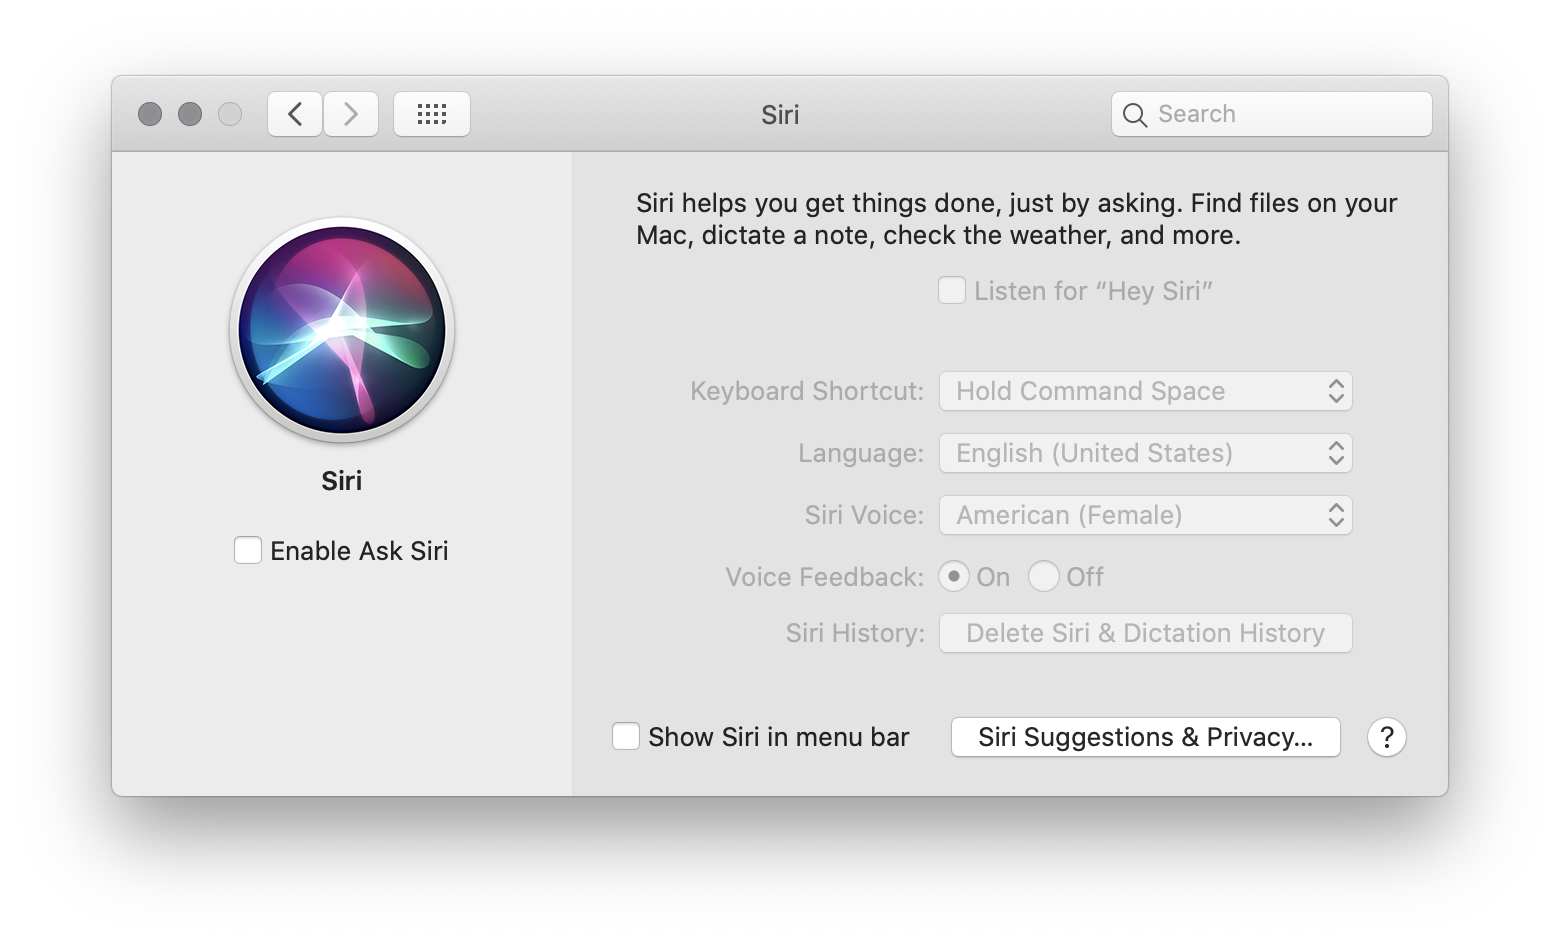 Siri
Search
Siri helps you get things done, just by asking. Find files on your
Mac, dictate a note, check the weather, and more.
Listen for “Hey Siri”
Keyboard Shortcut: Hold Command Space
Language: English (United States)
Siri Voice: American (Female)
Voice Feedback: On Off
Siri History: Delete Siri & Dictation History
Siri
Enable Ask Siri
Show Siri in menu bar
Siri Suggestions & Privacy...
?